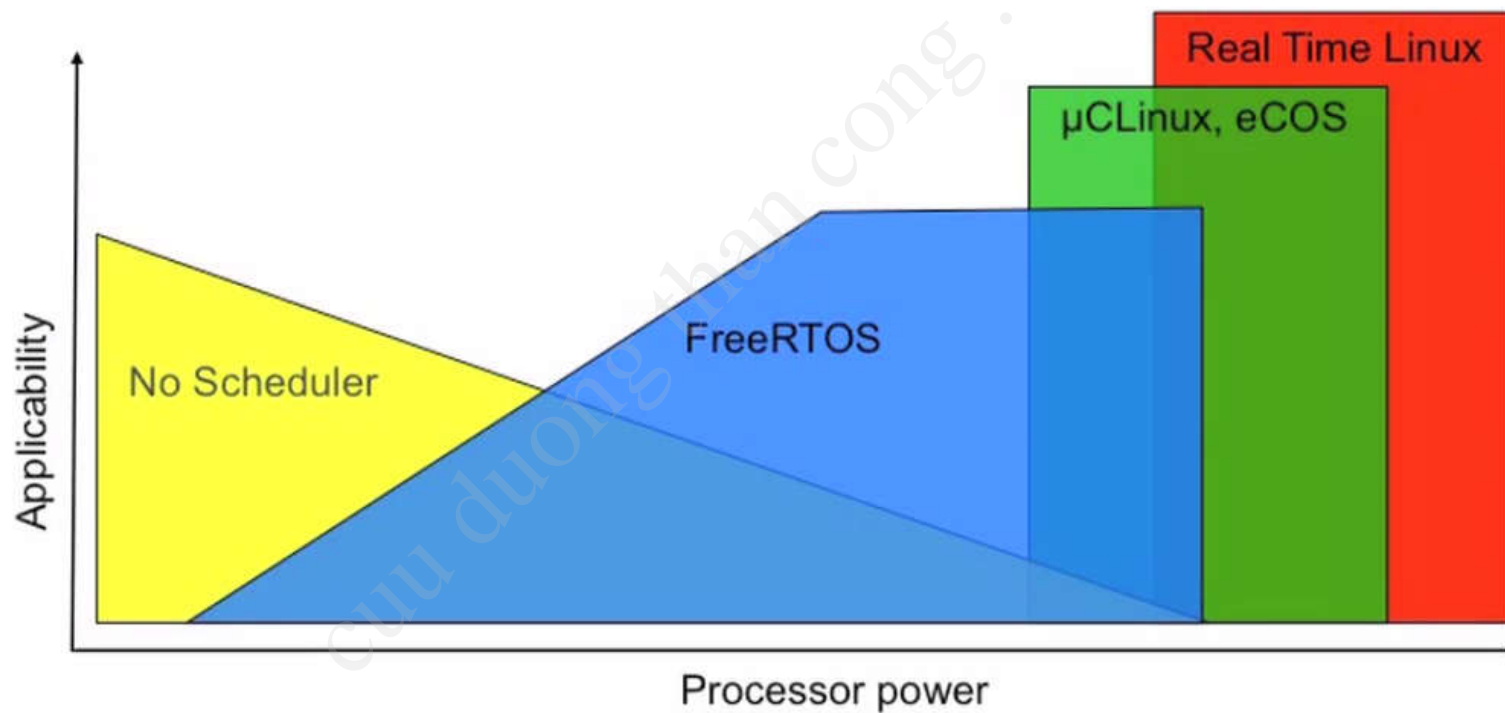 Real Time Linux
µCLinux, eCOS
FreeRTOS
No Scheduler
Applicability
Processor power
cuu duong than cong .